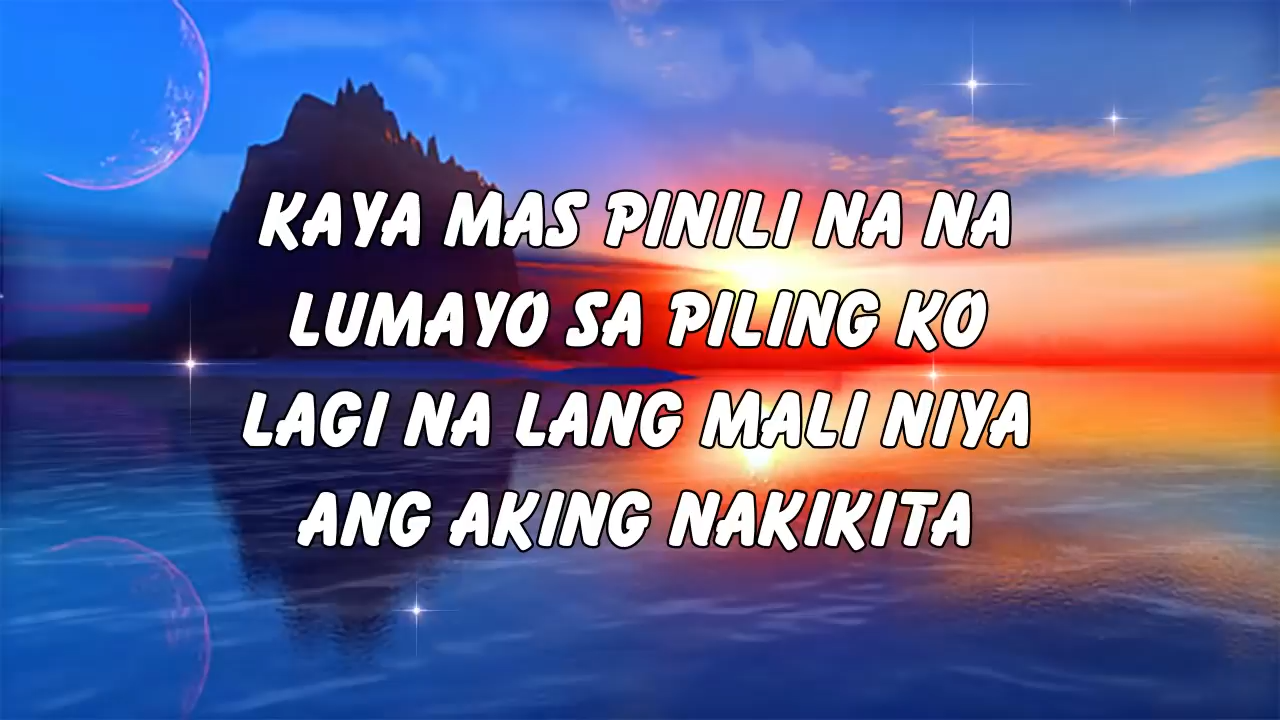 KAYA MAS PINILI NA NA
LUMAYO SA PILING KO
LAGI NA LANG MALI NIYA
ANG AKING NAKIKITA